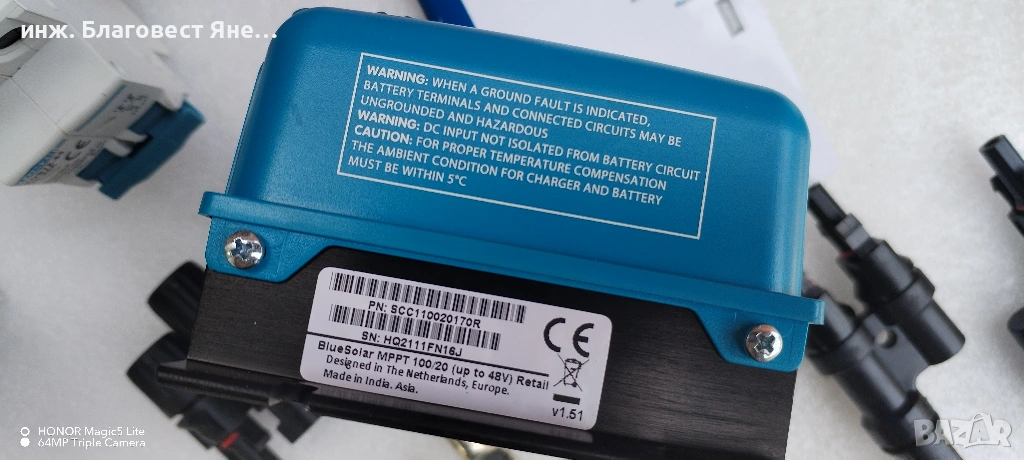 инж. Благовест Яне...
WARNING: WHEN A GROUND FAULT IS INDICATED,
BATTERY TERMINALS AND CONNECTED CIRCUITS MAY BE
UNGROUNDED AND HAZARDOUS
WARNING: DC INPUT NOT ISOLATED FROM BATTERY CIRCUIT
CAUTION: FOR PROPER TEMPERATURE COMPENSATION
THE AMBIENT CONDITION FOR CHARGER AND BATTERY
MUST BE WITHIN 5°C
PN: SCC110020170R
SN: HQ2111FN16J
BlueSolar MPPT 100/20 (up to 48V) Retail
Designed in The Netherlands, Europe.
Made in India. Asia.
CE
v1.51
HONOR Magic5 Lite
64MP Triple Camera
BAZAR